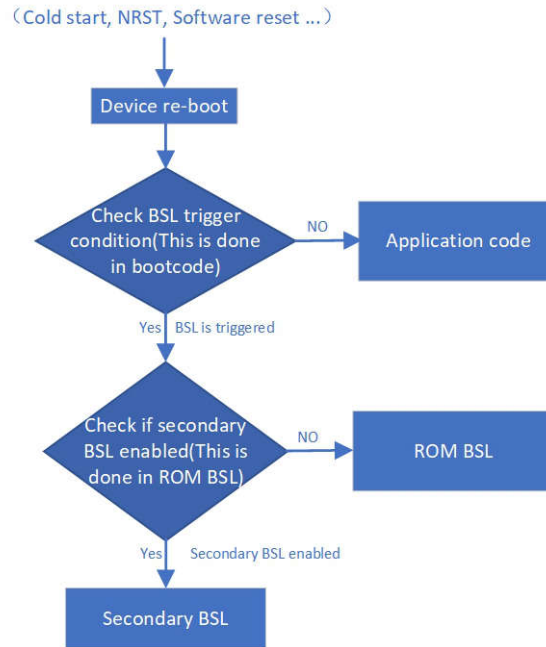 （Cold start, NRST, Software reset ...）
Device re-boot
Check BSL trigger
condition(This is done
in bootcode)
NO
Application code
Yes BSL is triggered
Check if secondary
BSL enabled(This is
done in ROM BSL)
NO
ROM BSL
Yes Secondary BSL enabled
Secondary BSL